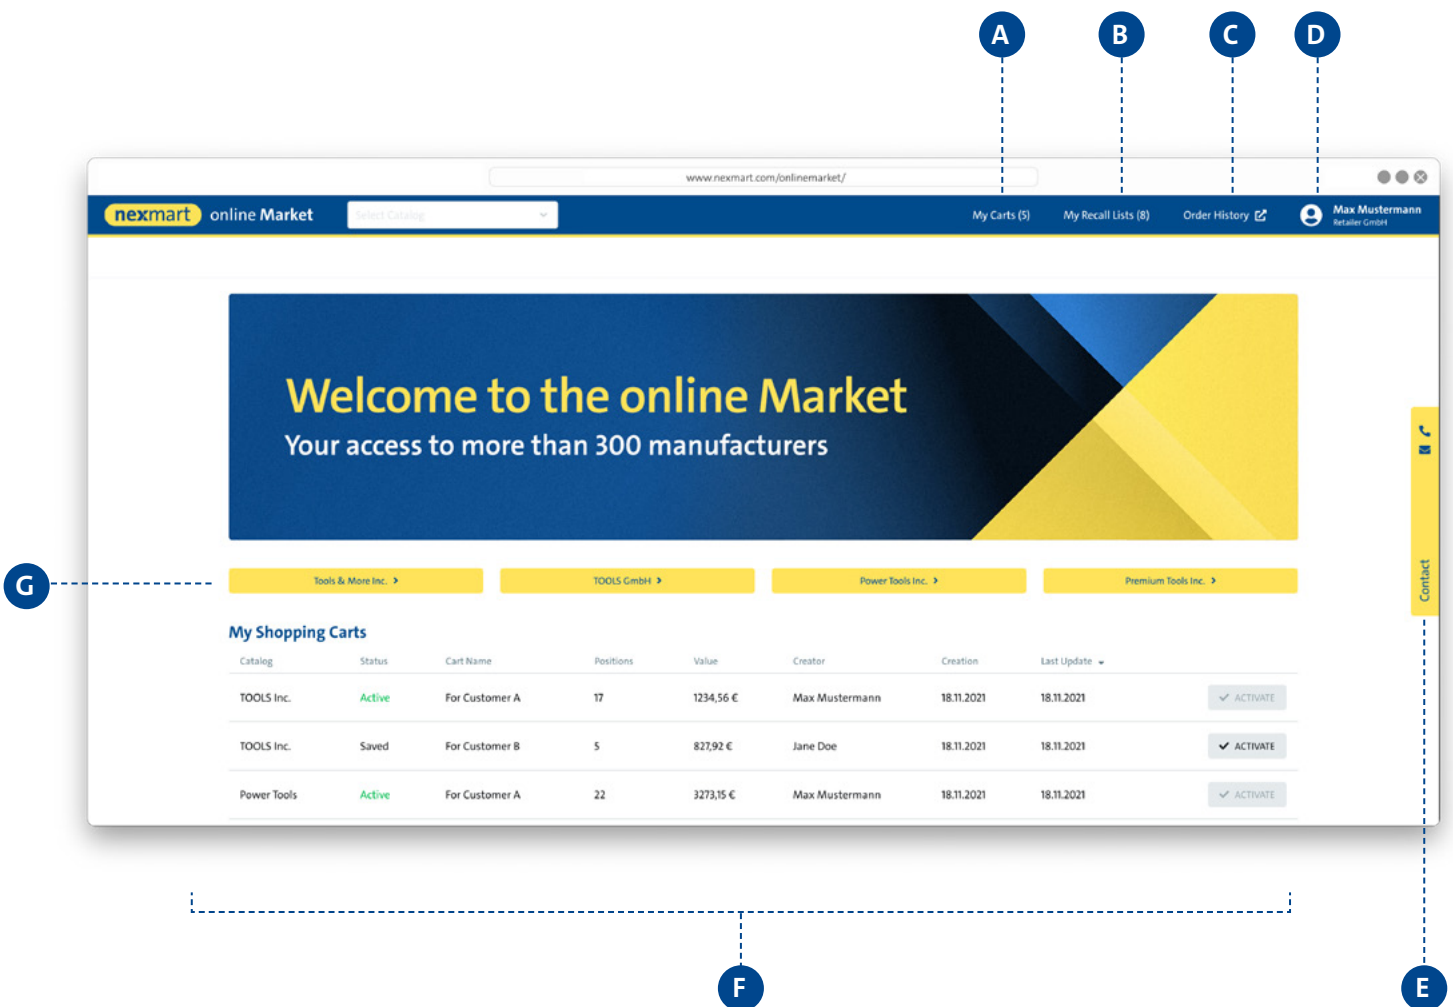 A B C D
www.nexmart.com/onlinemarket/
nexmart online Market Select Catalog My Carts (5) My Recall Lists (8) Order History Max Mustermann
Retailer GmbH
Welcome to the online Market
Your access to more than 300 manufacturers
Contact
G
Tools & More Inc. TOOLS GmbH Power Tools Inc. Premium Tools Inc.
My Shopping Carts
Catalog Status Cart Name Positions Value Creator Creation Last Update
TOOLS Inc. Active For Customer A 17 1234,56 € Max Mustermann 18.11.2021 18.11.2021 ACTIVATE
TOOLS Inc. Saved For Customer B 5 827,92 € Jane Doe 18.11.2021 18.11.2021 ACTIVATE
Power Tools Active For Customer A 22 3273,15 € Max Mustermann 18.11.2021 18.11.2021 ACTIVATE
F
E